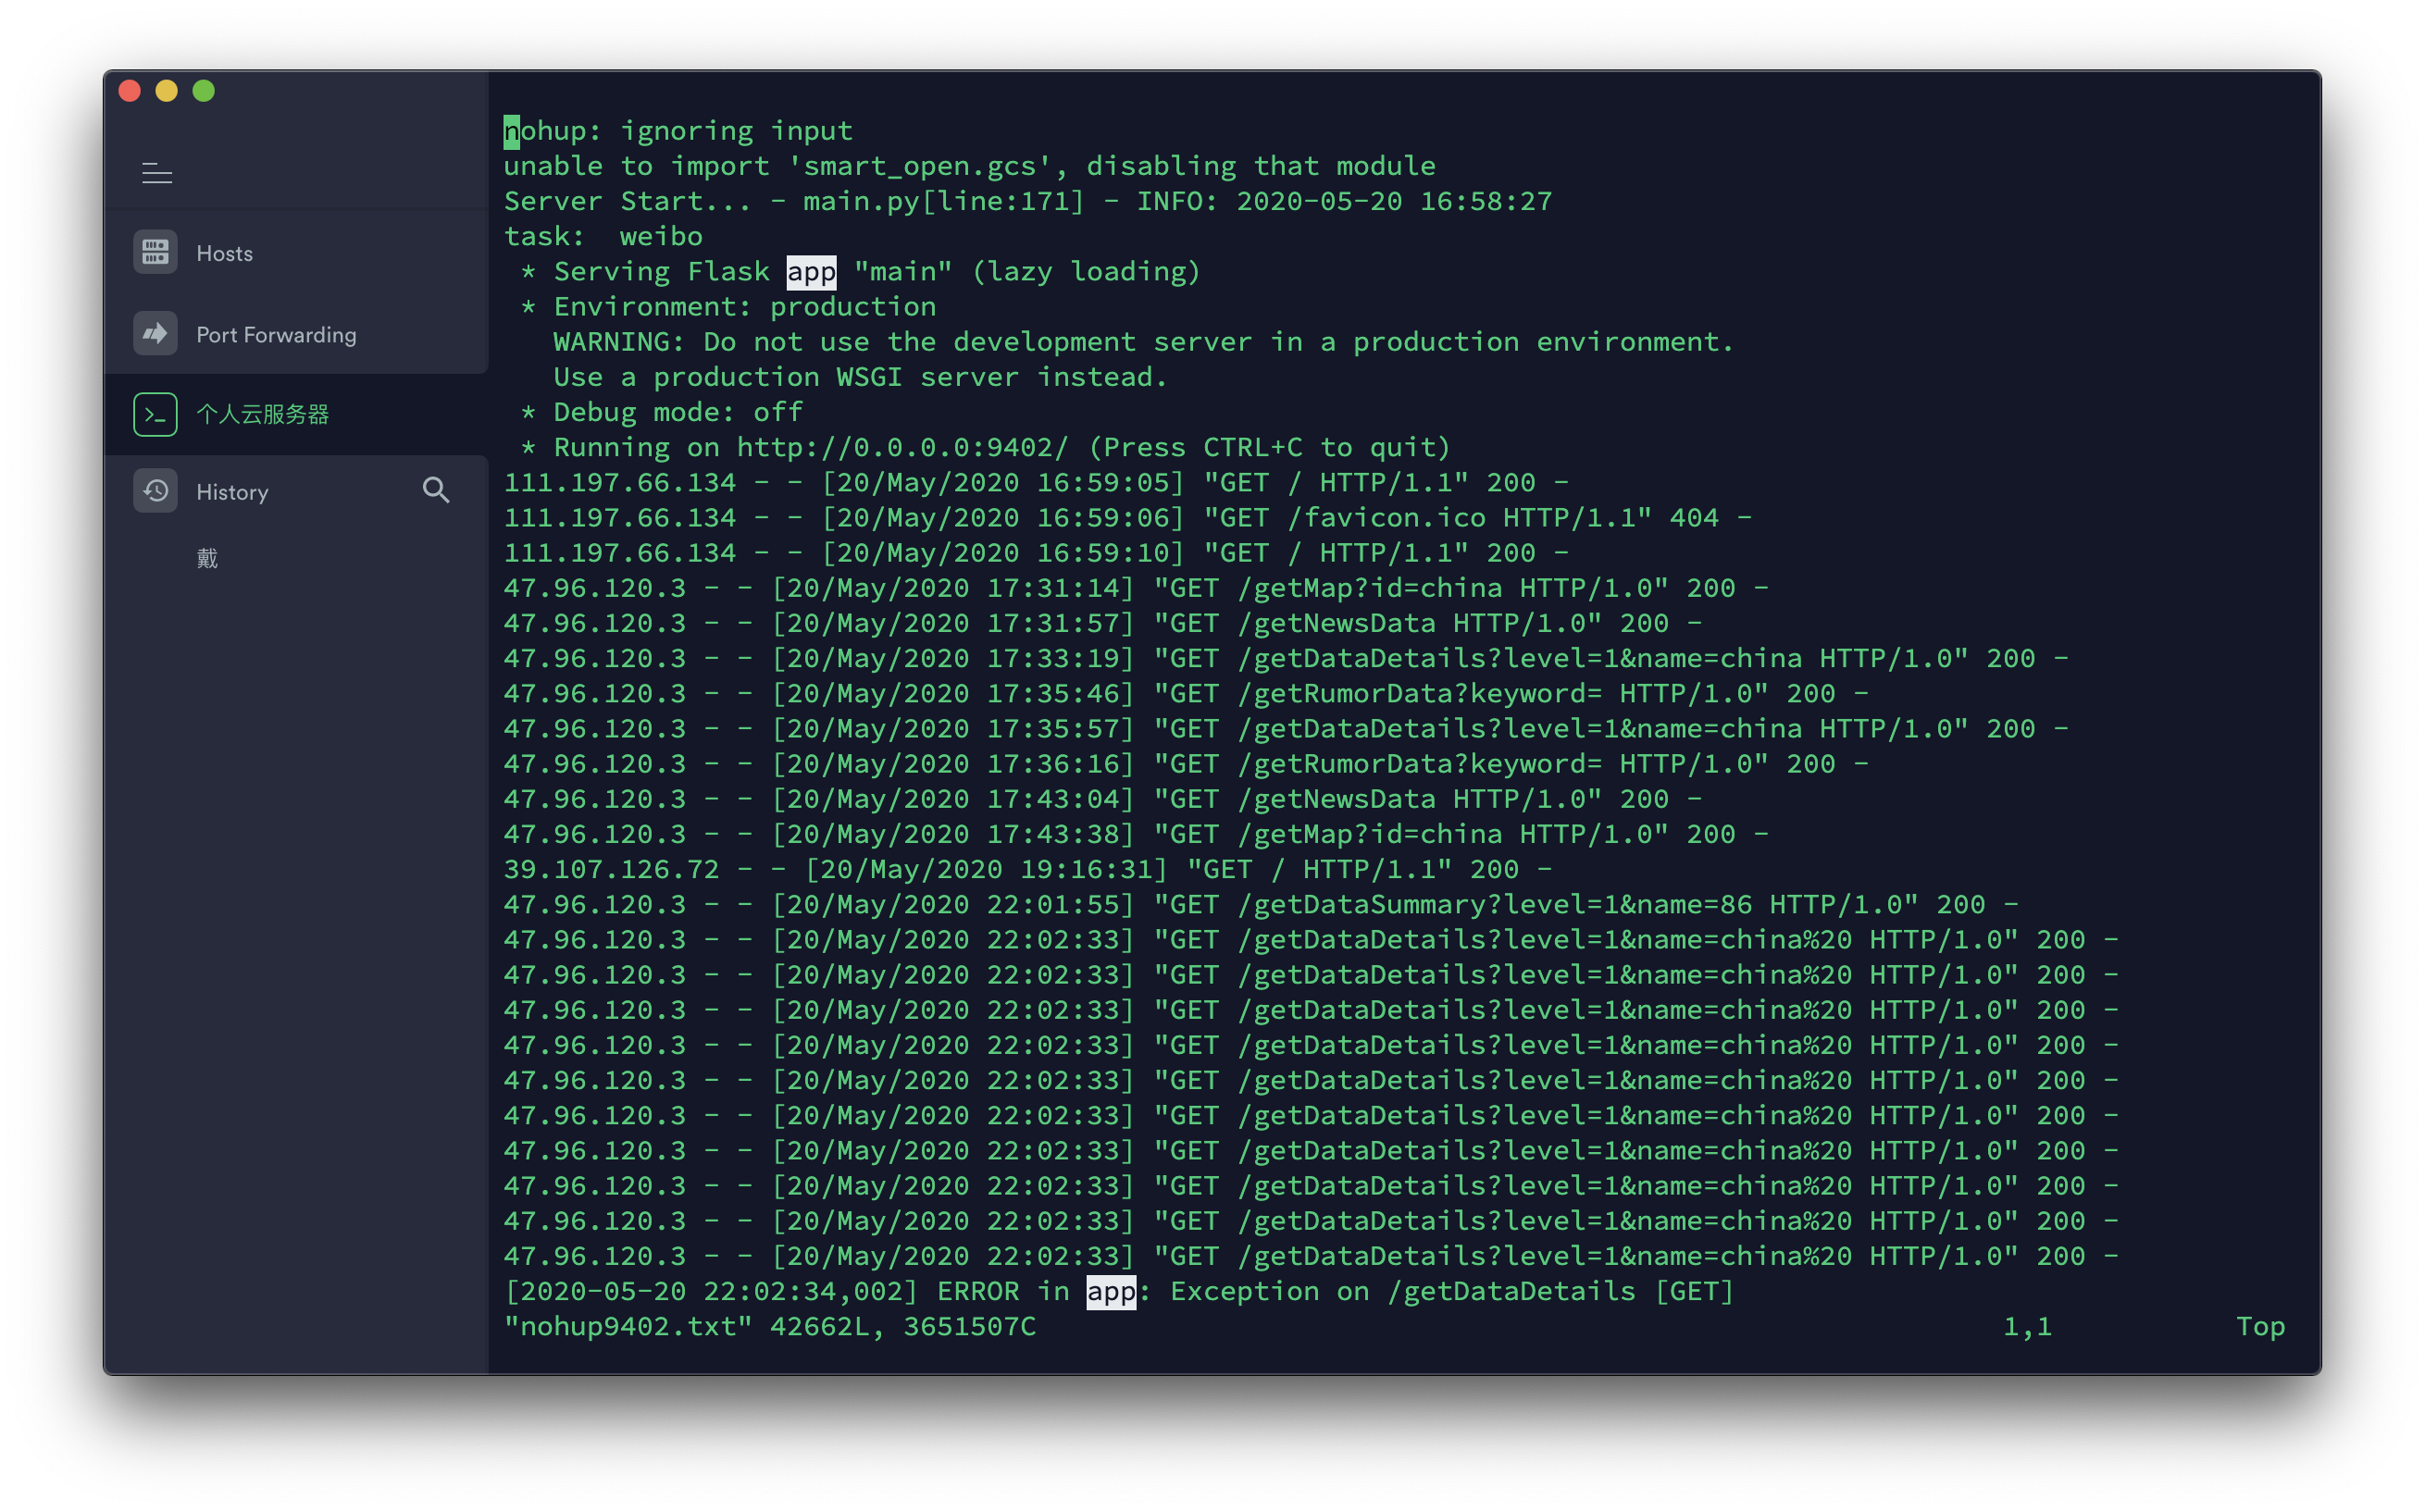 Hosts
Port Forwarding
个人云服务器
History
戴
nohup: ignoring input
unable to import 'smart_open.gcs', disabling that module
Server Start... - main.py[line:171] - INFO: 2020-05-20 16:58:27
task:  weibo
 * Serving Flask app "main" (lazy loading)
 * Environment: production
   WARNING: Do not use the development server in a production environment.
   Use a production WSGI server instead.
 * Debug mode: off
 * Running on http://0.0.0.0:9402/ (Press CTRL+C to quit)
111.197.66.134 - - [20/May/2020 16:59:05] "GET / HTTP/1.1" 200 -
111.197.66.134 - - [20/May/2020 16:59:06] "GET /favicon.ico HTTP/1.1" 404 -
111.197.66.134 - - [20/May/2020 16:59:10] "GET / HTTP/1.1" 200 -
47.96.120.3 - - [20/May/2020 17:31:14] "GET /getMap?id=china HTTP/1.0" 200 -
47.96.120.3 - - [20/May/2020 17:31:57] "GET /getNewsData HTTP/1.0" 200 -
47.96.120.3 - - [20/May/2020 17:33:19] "GET /getDataDetails?level=1&name=china HTTP/1.0" 200 -
47.96.120.3 - - [20/May/2020 17:35:46] "GET /getRumorData?keyword= HTTP/1.0" 200 -
47.96.120.3 - - [20/May/2020 17:35:57] "GET /getDataDetails?level=1&name=china HTTP/1.0" 200 -
47.96.120.3 - - [20/May/2020 17:36:16] "GET /getRumorData?keyword= HTTP/1.0" 200 -
47.96.120.3 - - [20/May/2020 17:43:04] "GET /getNewsData HTTP/1.0" 200 -
47.96.120.3 - - [20/May/2020 17:43:38] "GET /getMap?id=china HTTP/1.0" 200 -
39.107.126.72 - - [20/May/2020 19:16:31] "GET / HTTP/1.1" 200 -
47.96.120.3 - - [20/May/2020 22:01:55] "GET /getDataSummary?level=1&name=86 HTTP/1.0" 200 -
47.96.120.3 - - [20/May/2020 22:02:33] "GET /getDataDetails?level=1&name=china%20 HTTP/1.0" 200 -
47.96.120.3 - - [20/May/2020 22:02:33] "GET /getDataDetails?level=1&name=china%20 HTTP/1.0" 200 -
47.96.120.3 - - [20/May/2020 22:02:33] "GET /getDataDetails?level=1&name=china%20 HTTP/1.0" 200 -
47.96.120.3 - - [20/May/2020 22:02:33] "GET /getDataDetails?level=1&name=china%20 HTTP/1.0" 200 -
47.96.120.3 - - [20/May/2020 22:02:33] "GET /getDataDetails?level=1&name=china%20 HTTP/1.0" 200 -
47.96.120.3 - - [20/May/2020 22:02:33] "GET /getDataDetails?level=1&name=china%20 HTTP/1.0" 200 -
47.96.120.3 - - [20/May/2020 22:02:33] "GET /getDataDetails?level=1&name=china%20 HTTP/1.0" 200 -
47.96.120.3 - - [20/May/2020 22:02:33] "GET /getDataDetails?level=1&name=china%20 HTTP/1.0" 200 -
47.96.120.3 - - [20/May/2020 22:02:33] "GET /getDataDetails?level=1&name=china%20 HTTP/1.0" 200 -
47.96.120.3 - - [20/May/2020 22:02:33] "GET /getDataDetails?level=1&name=china%20 HTTP/1.0" 200 -
[2020-05-20 22:02:34,002] ERROR in app: Exception on /getDataDetails [GET]
"nohup9402.txt" 42662L, 3651507C 1,1 Top